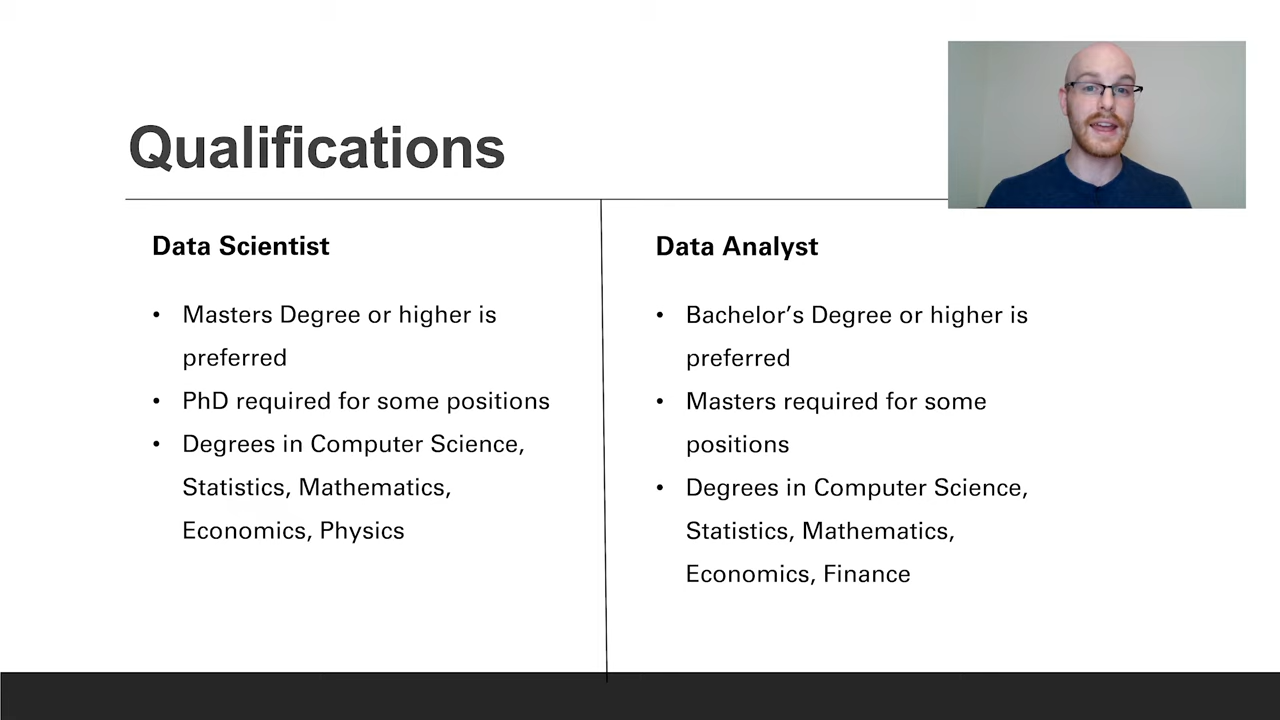 Qualifications
Data Scientist
• Masters Degree or higher is
preferred
• PhD required for some positions
• Degrees in Computer Science,
Statistics, Mathematics,
Economics, Physics
Data Analyst
• Bachelor’s Degree or higher is
preferred
• Masters required for some
positions
• Degrees in Computer Science,
Statistics, Mathematics,
Economics, Finance